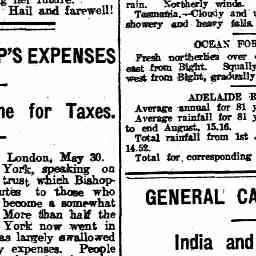 Hail and farewell!
P'S EXPENSES
ne for Taxes.
London, May 30.
York, speaking on
trust which Bishop-
utes to those who
become a somewhat
More than half the
York now went in
as largely swallowed
expenses. People
rain. Northerly winds.
Tasmania.—Cloudy and
showery and heavy falls.
OCEAN FOR
Fresh northerlies over
east from Bight. Squally
west from Bight, gradually
ADELAIDE R
Average annual for 81 y
Average rainfall for 81 y
to end August, 15.16.
Total rainfall from 1st
14.52.
Total for corresponding
GENERAL CA
India and